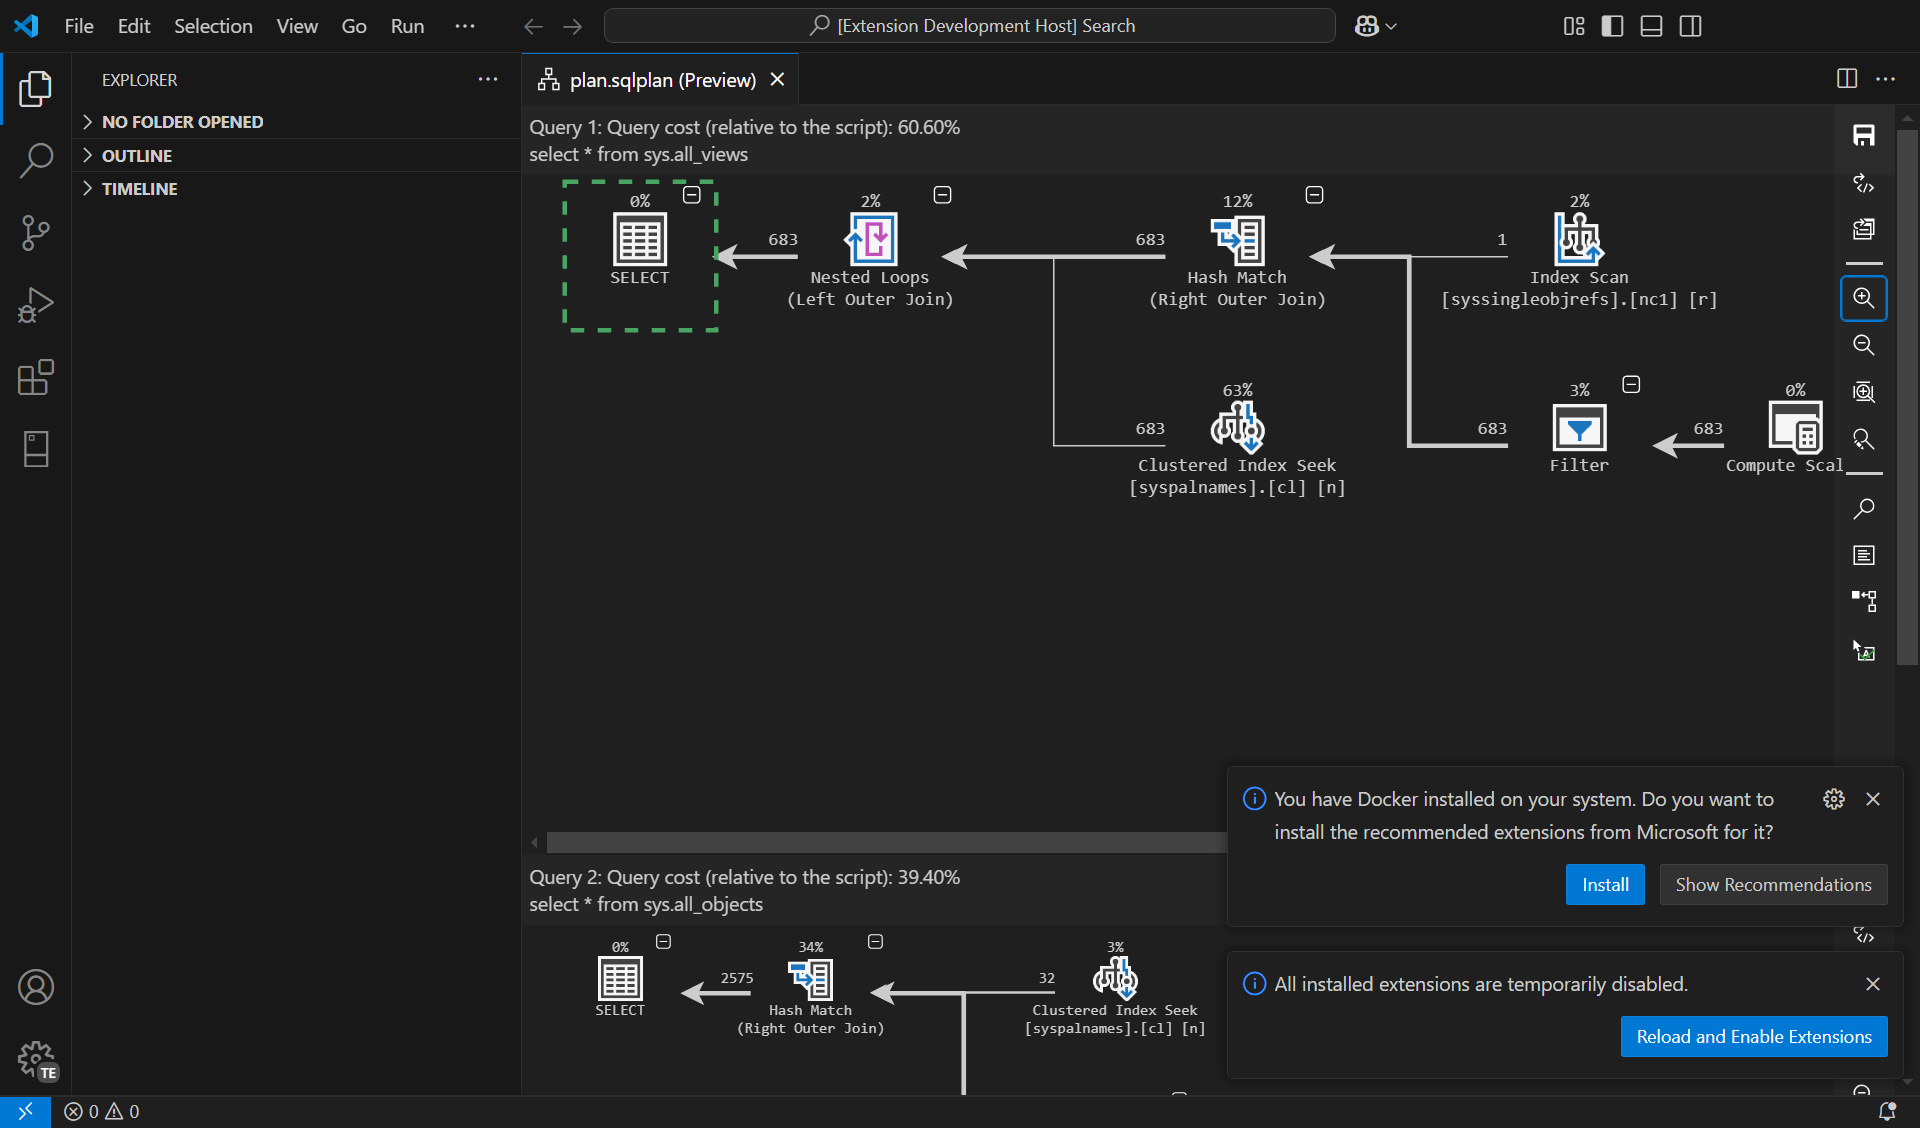 File Edit Selection View Go Run ···
[Extension Development Host] Search
EXPLORER
NO FOLDER OPENED
OUTLINE
TIMELINE
plan.sqlplan (Preview)
Query 1: Query cost (relative to the script): 60.60%
select * from sys.all_views
0%
SELECT
683
2%
Nested Loops
(Left Outer Join)
683
12%
Hash Match
(Right Outer Join)
1
2%
Index Scan
[syssingleobjrefs].[nc1] [r]
683
63%
Clustered Index Seek
[syspalnames].[cl] [n]
683
3%
Filter
683
0%
Compute Scal
Query 2: Query cost (relative to the script): 39.40%
select * from sys.all_objects
0%
SELECT
2575
34%
Hash Match
(Right Outer Join)
32
3%
Clustered Index Seek
[syspalnames].[cl] [n]
You have Docker installed on your system. Do you want to
install the recommended extensions from Microsoft for it?
Install
Show Recommendations
All installed extensions are temporarily disabled.
Reload and Enable Extensions
TE
0 0